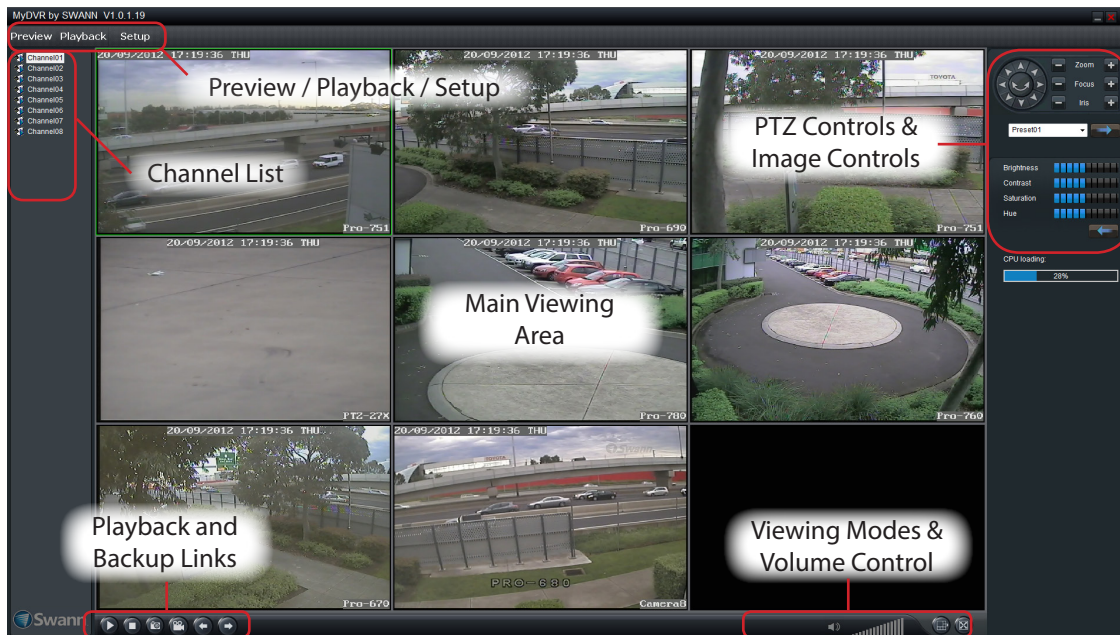 MyDVR by SWANN V1.0.1.19
Preview Playback Setup
Channel01
Channel02
Channel03
Channel04
Channel05
Channel06
Channel07
Channel08
20/09/2012 17:19:36 THU
Pro-751
20/09/2012 17:19:36 THU
Pro-690
20/09/2012 17:19:36 THU
TOYOTA
Pro-751
Preview / Playback / Setup
Channel List
PTZ Controls &
Image Controls
Zoom
Focus
Iris
Preset01
Brightness
Contrast
Saturation
Hue
CPU loading:
28%
20/09/2012 17:19:36 THU
PTZ-27X
20/09/2012 17:19:36 THU
Pro-780
20/09/2012 17:19:36 THU
Pro-760
Main Viewing
Area
20/09/2012 17:19:36 THU
Pro-670
20/09/2012 17:19:36 THU
Swann
TOYOTA
PRO-680
Camera8
Playback and
Backup Links
Viewing Modes &
Volume Control
Swann